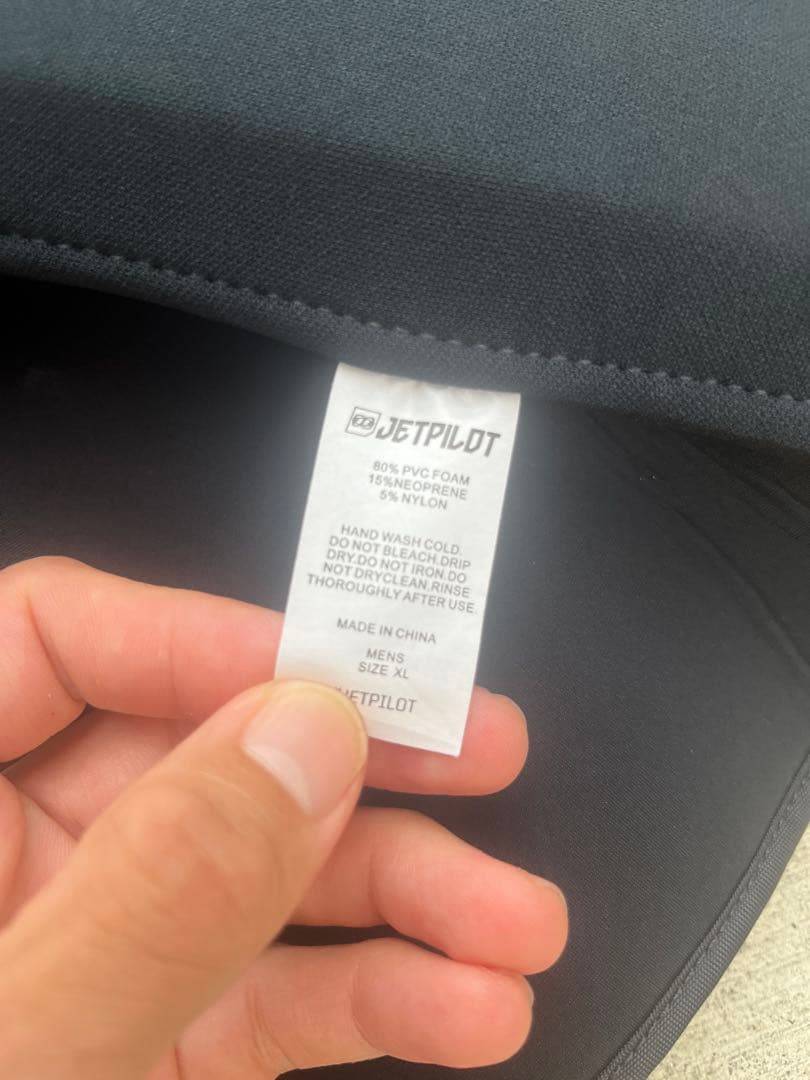 JETPILOT
80% PVC FOAM
15%NEOPRENE
5% NYLON
HAND WASH COLD.
DO NOT BLEACH.DRIP
DRY.DO NOT IRON.DO
NOT DRYCLEAN.RINSE
THOROUGHLY AFTER USE.
MADE IN CHINA
MENS
SIZE XL
JETPILOT